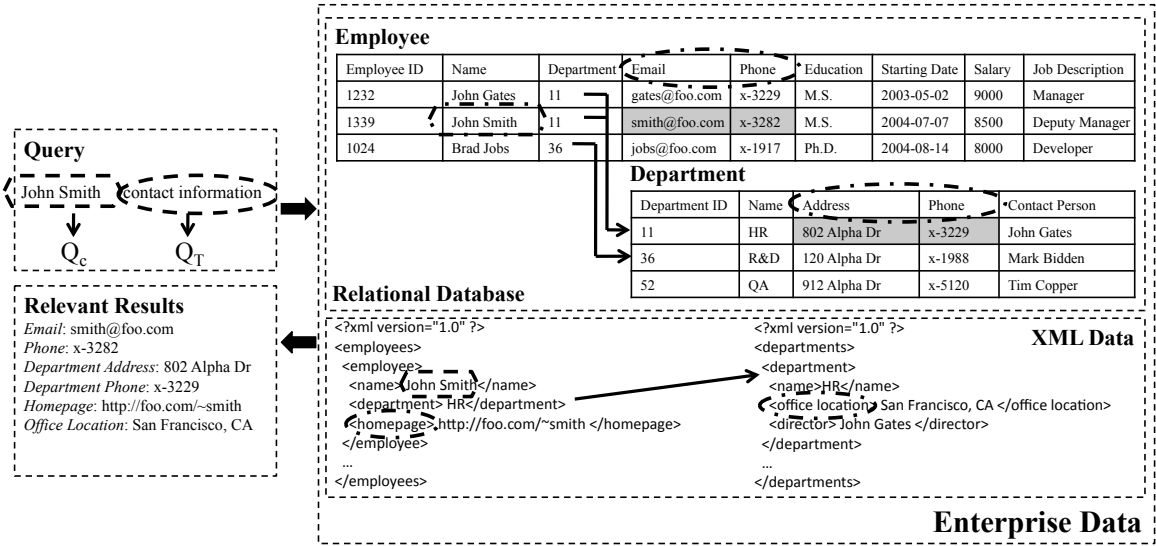 Query
John Smith contact information
Qc QT
Relevant Results
Email: smith@foo.com
Phone: x-3282
Department Address: 802 Alpha Dr
Department Phone: x-3229
Homepage: http://foo.com/~smith
Office Location: San Francisco, CA
Employee
Employee ID Name Department Email Phone Education Starting Date Salary Job Description
1232 John Gates 11 gates@foo.com x-3229 M.S. 2003-05-02 9000 Manager
1339 John Smith 11 smith@foo.com x-3282 M.S. 2004-07-07 8500 Deputy Manager
1024 Brad Jobs 36 jobs@foo.com x-1917 Ph.D. 2004-08-14 8000 Developer
Department
Department ID Name Address Phone Contact Person
11 HR 802 Alpha Dr x-3229 John Gates
36 R&D 120 Alpha Dr x-1988 Mark Bidden
52 QA 912 Alpha Dr x-5120 Tim Copper
Relational Database
<?xml version="1.0" ?>
<employees>
<employee>
<name> John Smith</name>
<department> HR</department>
<homepage> http://foo.com/~smith </homepage>
</employee>
...
</employees>
<?xml version="1.0" ?>
<departments>
<department>
<name>HR</name>
<office location> San Francisco, CA </office location>
<director> John Gates </director>
</department>
...
</departments>
XML Data
Enterprise Data